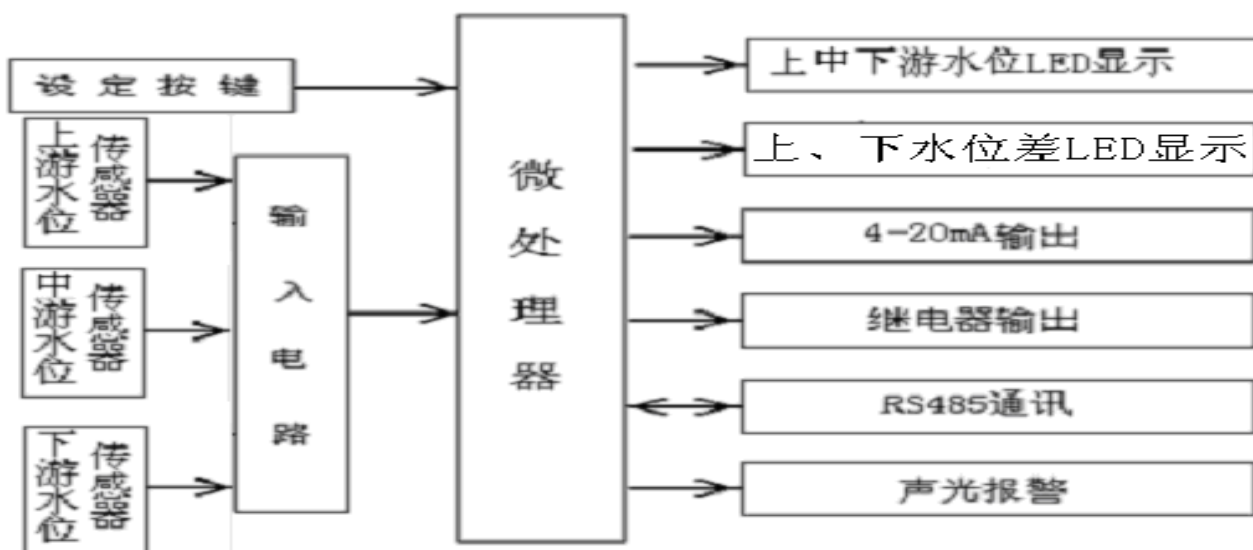 设定按键
上游水位传感器
中游水位传感器
下游水位传感器
输入电路
微处理器
上中下游水位LED显示
上、下水位差LED显示
4-20mA输出
继电器输出
RS485通讯
声光报警